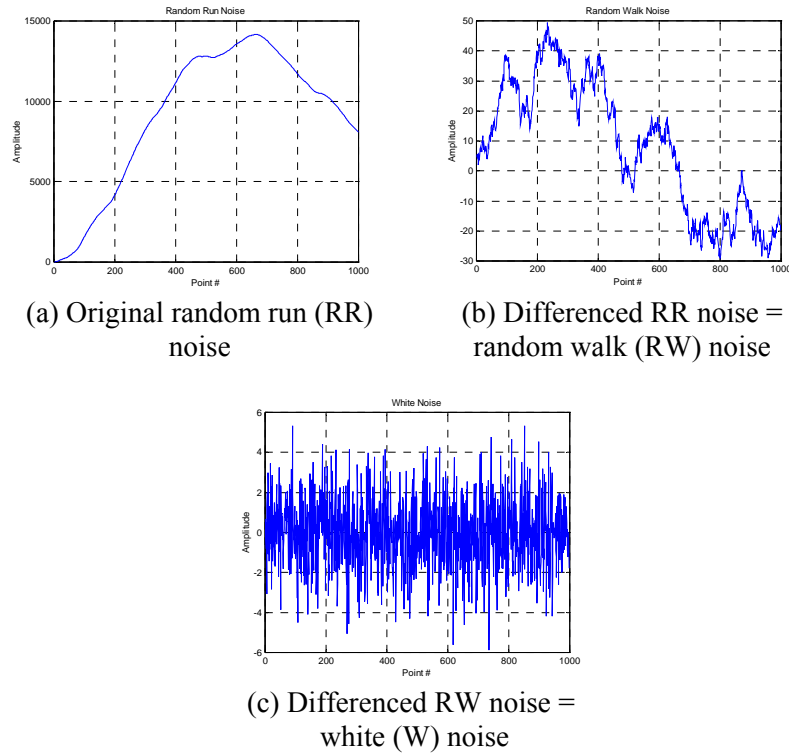 Random Run Noise
15000
10000
5000
0
Amplitude
0 200 400 600 800 1000
Point #
(a) Original random run (RR)
noise
Random Walk Noise
50
40
30
20
10
0
-10
-20
-30
Amplitude
0 200 400 600 800 1000
Point #
(b) Differenced RR noise =
random walk (RW) noise
White Noise
6
4
2
0
-2
-4
-6
Amplitude
0 200 400 600 800 1000
Point #
(c) Differenced RW noise =
white (W) noise